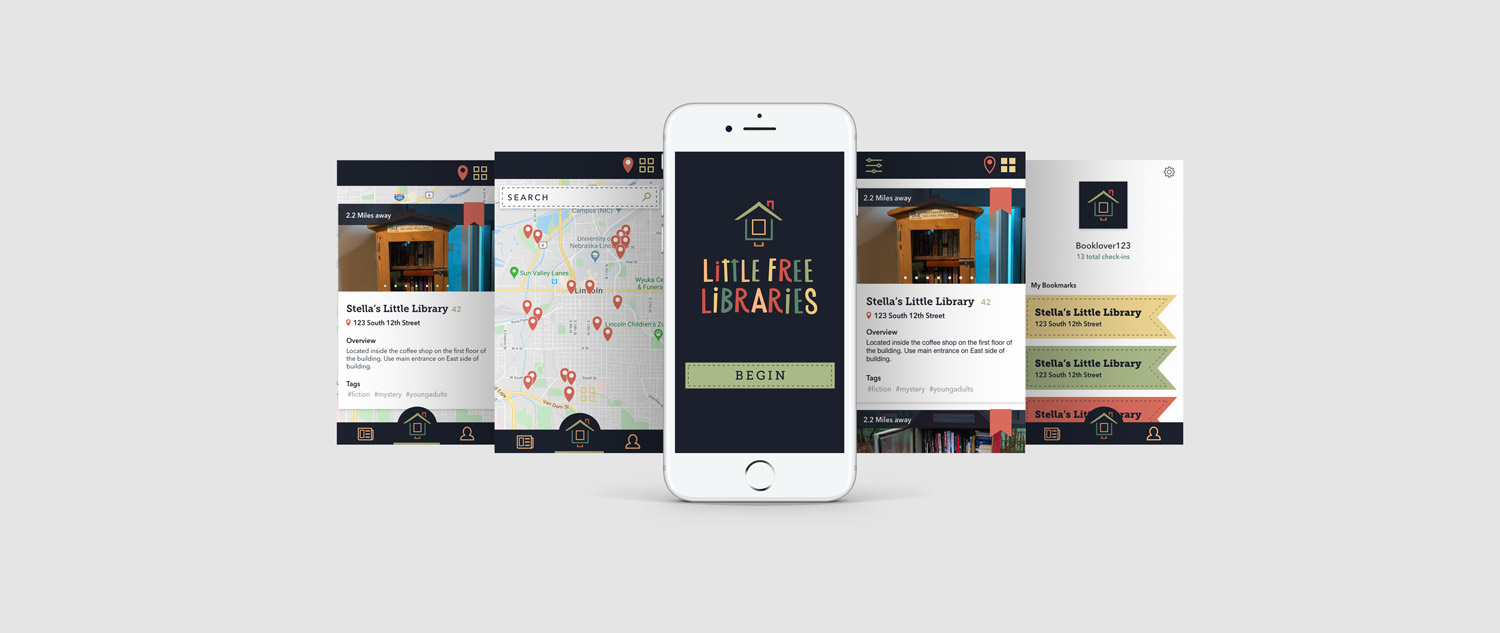 2.2 Miles away
Stella's Little Library 42
123 South 12th Street
Overview
Located inside the coffee shop on the first floor of
the building. Use main entrance on East side of
building.
Tags
#fiction #mystery #youngadults
SEARCH
Campus (NIC)
University of
Nebraska-Linc
Sun Valley Lanes
Wyuka Ce
& Funera
Lincoln
Lincoln Children's Z
Van Dorn St
LiTTLE FREE
LiBRARiES
BEGIN
2.2 Miles away
Stella's Little Library 42
123 South 12th Street
Overview
Located inside the coffee shop on the first floor of
the building. Use main entrance on East side of
building.
Tags
#fiction #mystery #youngadults
2.2 Miles away
Booklover123
13 total check-ins
My Bookmarks
Stella's Little Library
123 South 12th Street
Stella's Little Library
123 South 12th Street
Stella's Little Library